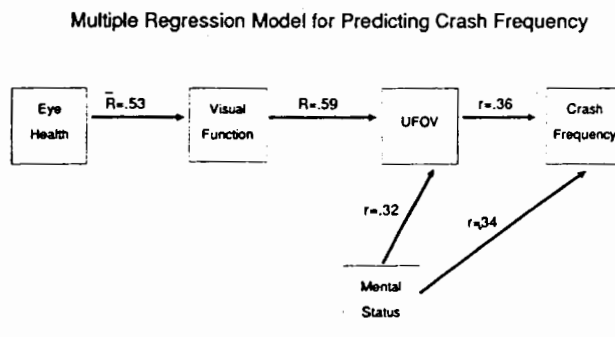 Multiple Regression Model for Predicting Crash Frequency
Eye
Health
R̅=.53
Visual
Function
R=.59
UFOV
r=.36
Crash
Frequency
r=.32
r=.34
Mental
Status